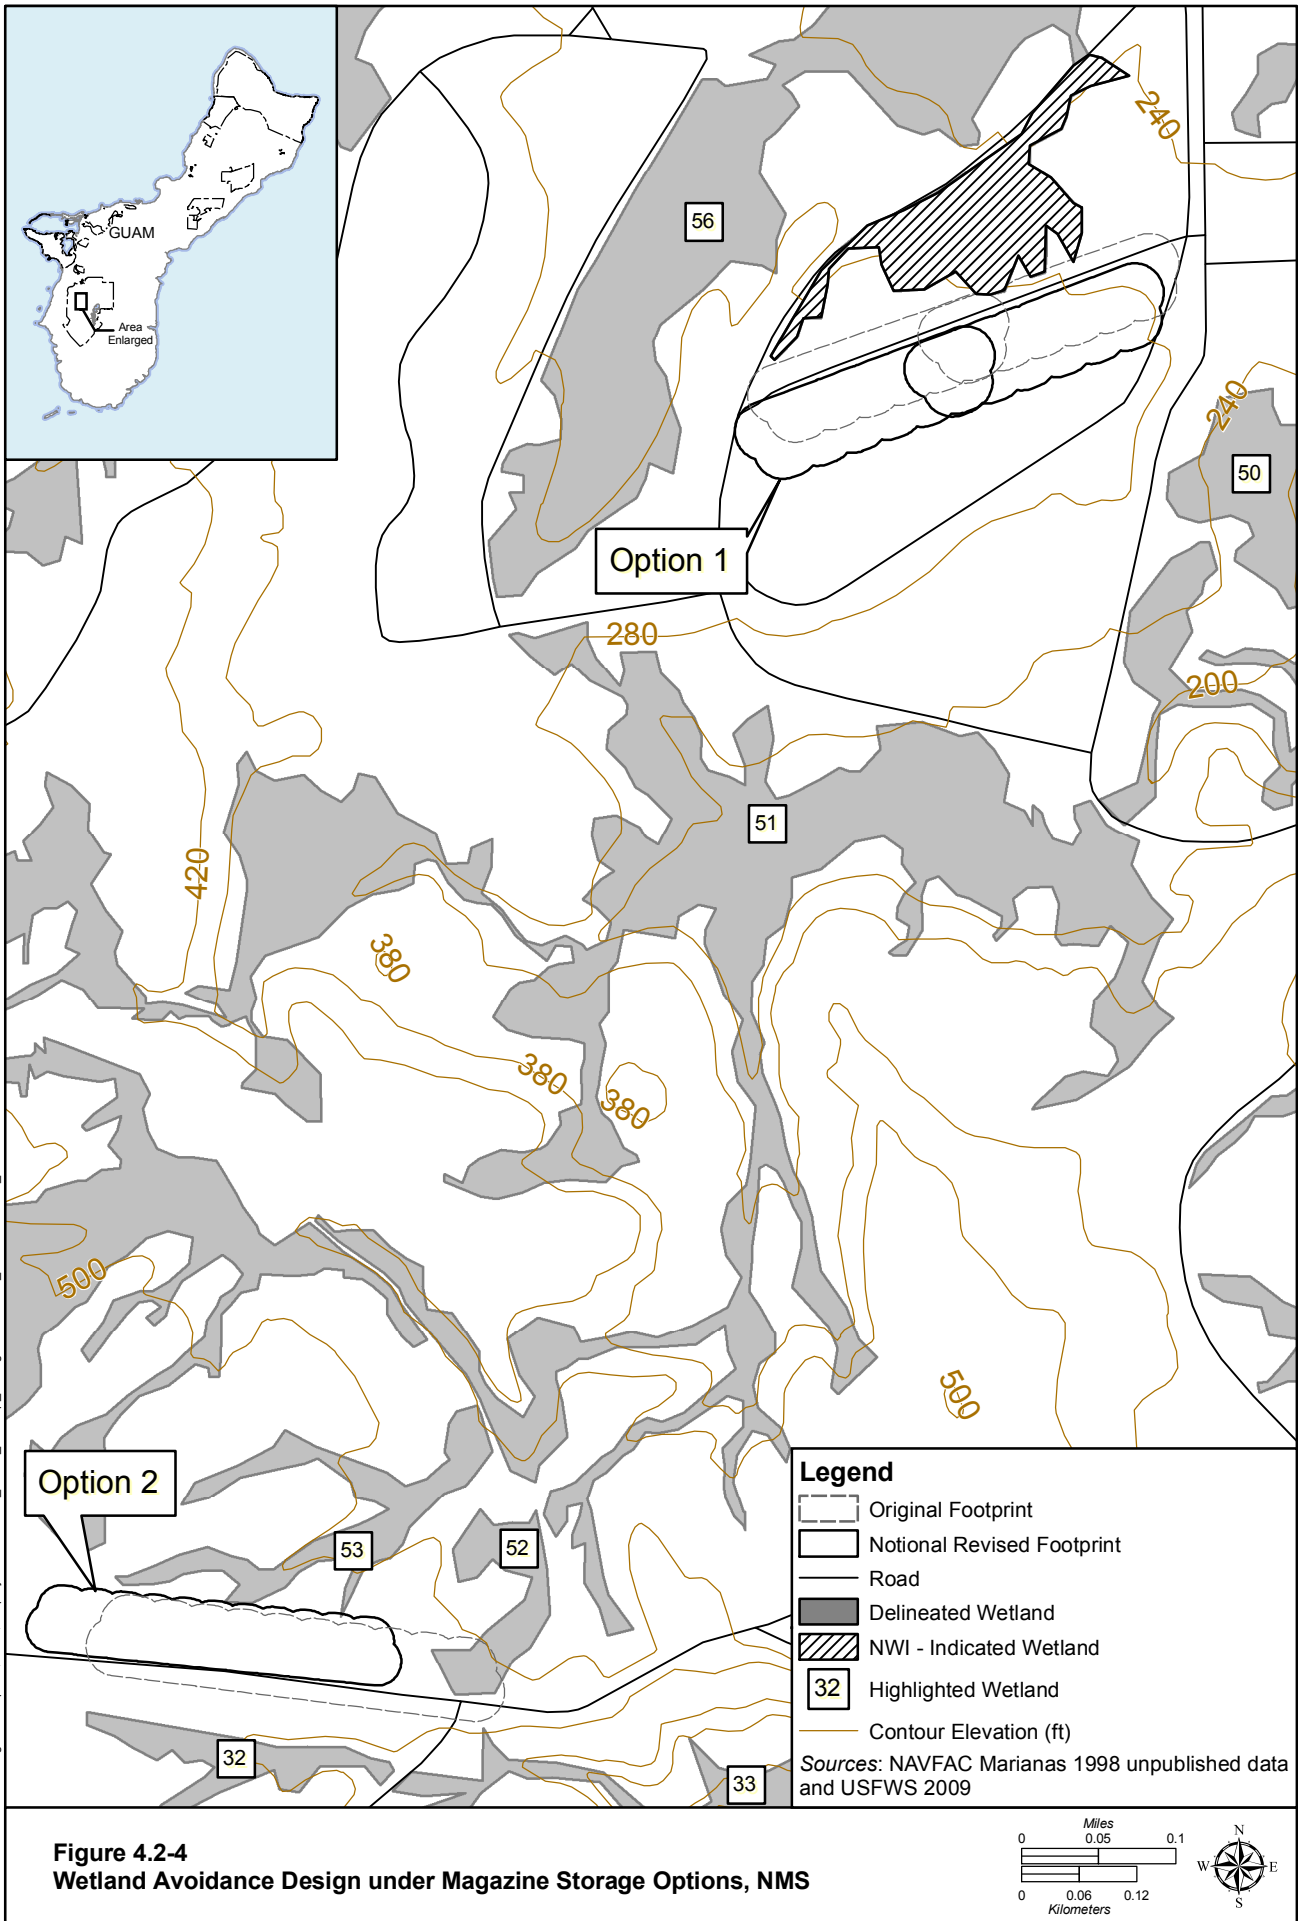 GUAM
Area
Enlarged
240
56
240
50
Option 1
280
200
51
420
380
380
380
500
500
Option 2
53
52
32
33
Legend
Original Footprint
Notional Revised Footprint
Road
Delineated Wetland
NWI - Indicated Wetland
32 Highlighted Wetland
Contour Elevation (ft)
Sources: NAVFAC Marianas 1998 unpublished data
and USFWS 2009
Figure 4.2-4
Wetland Avoidance Design under Magazine Storage Options, NMS
Miles
0 0.05 0.1
0 0.06 0.12
Kilometers
N
W E
S